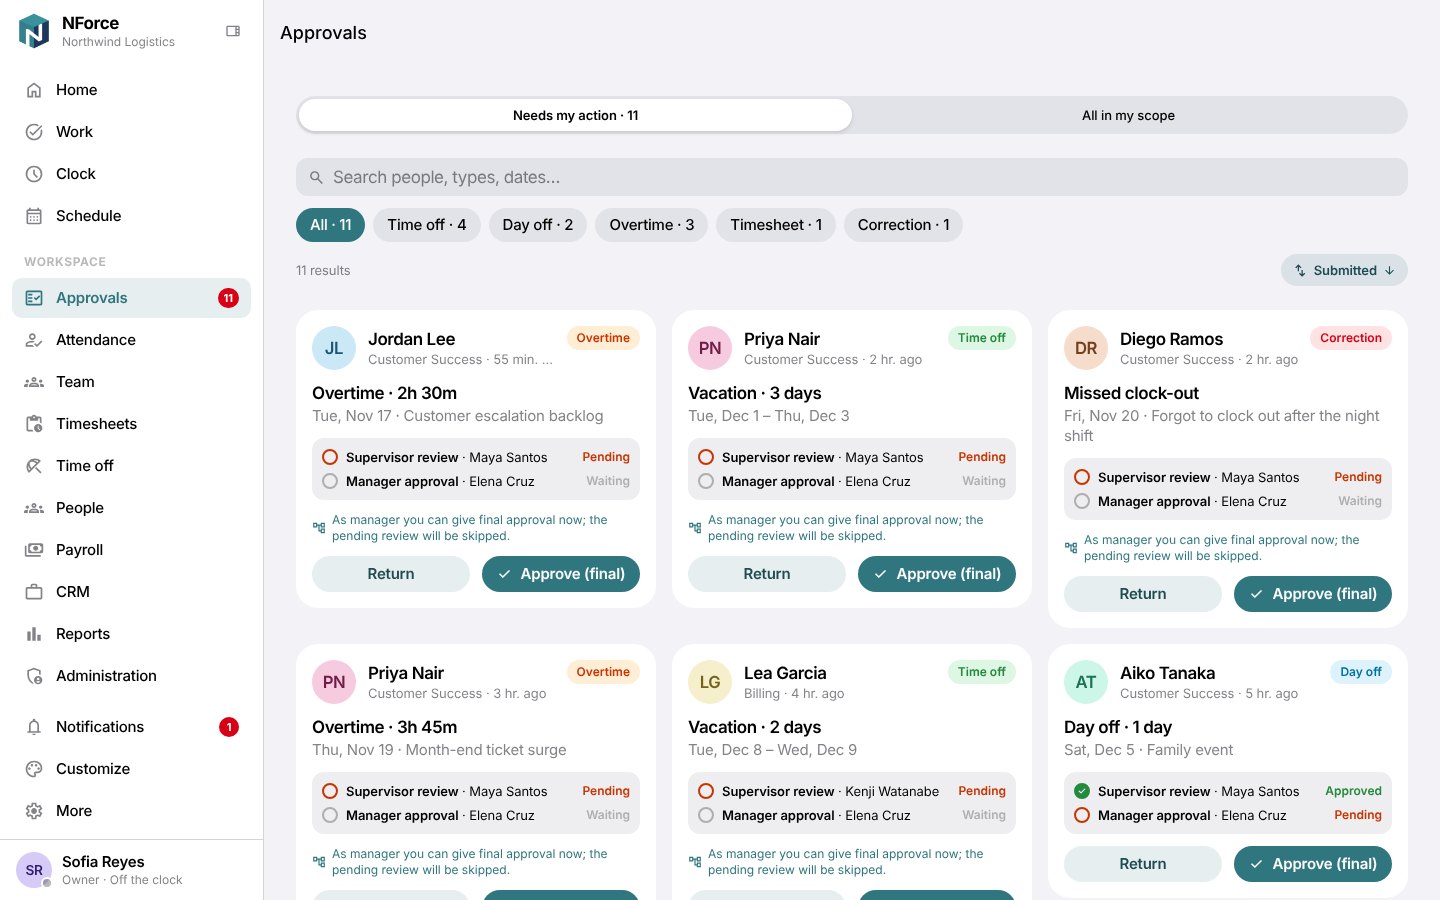 NForce
Northwind Logistics
Home
Work
Clock
Schedule
WORKSPACE
Approvals 11
Attendance
Team
Timesheets
Time off
People
Payroll
CRM
Reports
Administration
Notifications 1
Customize
More
SR
Sofia Reyes
Owner · Off the clock
Approvals
Needs my action · 11
All in my scope
Search people, types, dates...
All · 11
Time off · 4
Day off · 2
Overtime · 3
Timesheet · 1
Correction · 1
11 results
Submitted
JL
Jordan Lee
Customer Success · 55 min. ...
Overtime
Overtime · 2h 30m
Tue, Nov 17 · Customer escalation backlog
Supervisor review · Maya Santos Pending
Manager approval · Elena Cruz Waiting
As manager you can give final approval now; the
pending review will be skipped.
Return
Approve (final)
PN
Priya Nair
Customer Success · 2 hr. ago
Time off
Vacation · 3 days
Tue, Dec 1 – Thu, Dec 3
Supervisor review · Maya Santos Pending
Manager approval · Elena Cruz Waiting
As manager you can give final approval now; the
pending review will be skipped.
Return
Approve (final)
DR
Diego Ramos
Customer Success · 2 hr. ago
Correction
Missed clock-out
Fri, Nov 20 · Forgot to clock out after the night
shift
Supervisor review · Maya Santos Pending
Manager approval · Elena Cruz Waiting
As manager you can give final approval now; the
pending review will be skipped.
Return
Approve (final)
PN
Priya Nair
Customer Success · 3 hr. ago
Overtime
Overtime · 3h 45m
Thu, Nov 19 · Month-end ticket surge
Supervisor review · Maya Santos Pending
Manager approval · Elena Cruz Waiting
As manager you can give final approval now; the
pending review will be skipped.
LG
Lea Garcia
Billing · 4 hr. ago
Time off
Vacation · 2 days
Tue, Dec 8 – Wed, Dec 9
Supervisor review · Kenji Watanabe Pending
Manager approval · Elena Cruz Waiting
As manager you can give final approval now; the
pending review will be skipped.
AT
Aiko Tanaka
Customer Success · 5 hr. ago
Day off
Day off · 1 day
Sat, Dec 5 · Family event
Supervisor review · Maya Santos Approved
Manager approval · Elena Cruz Pending
Return
Approve (final)